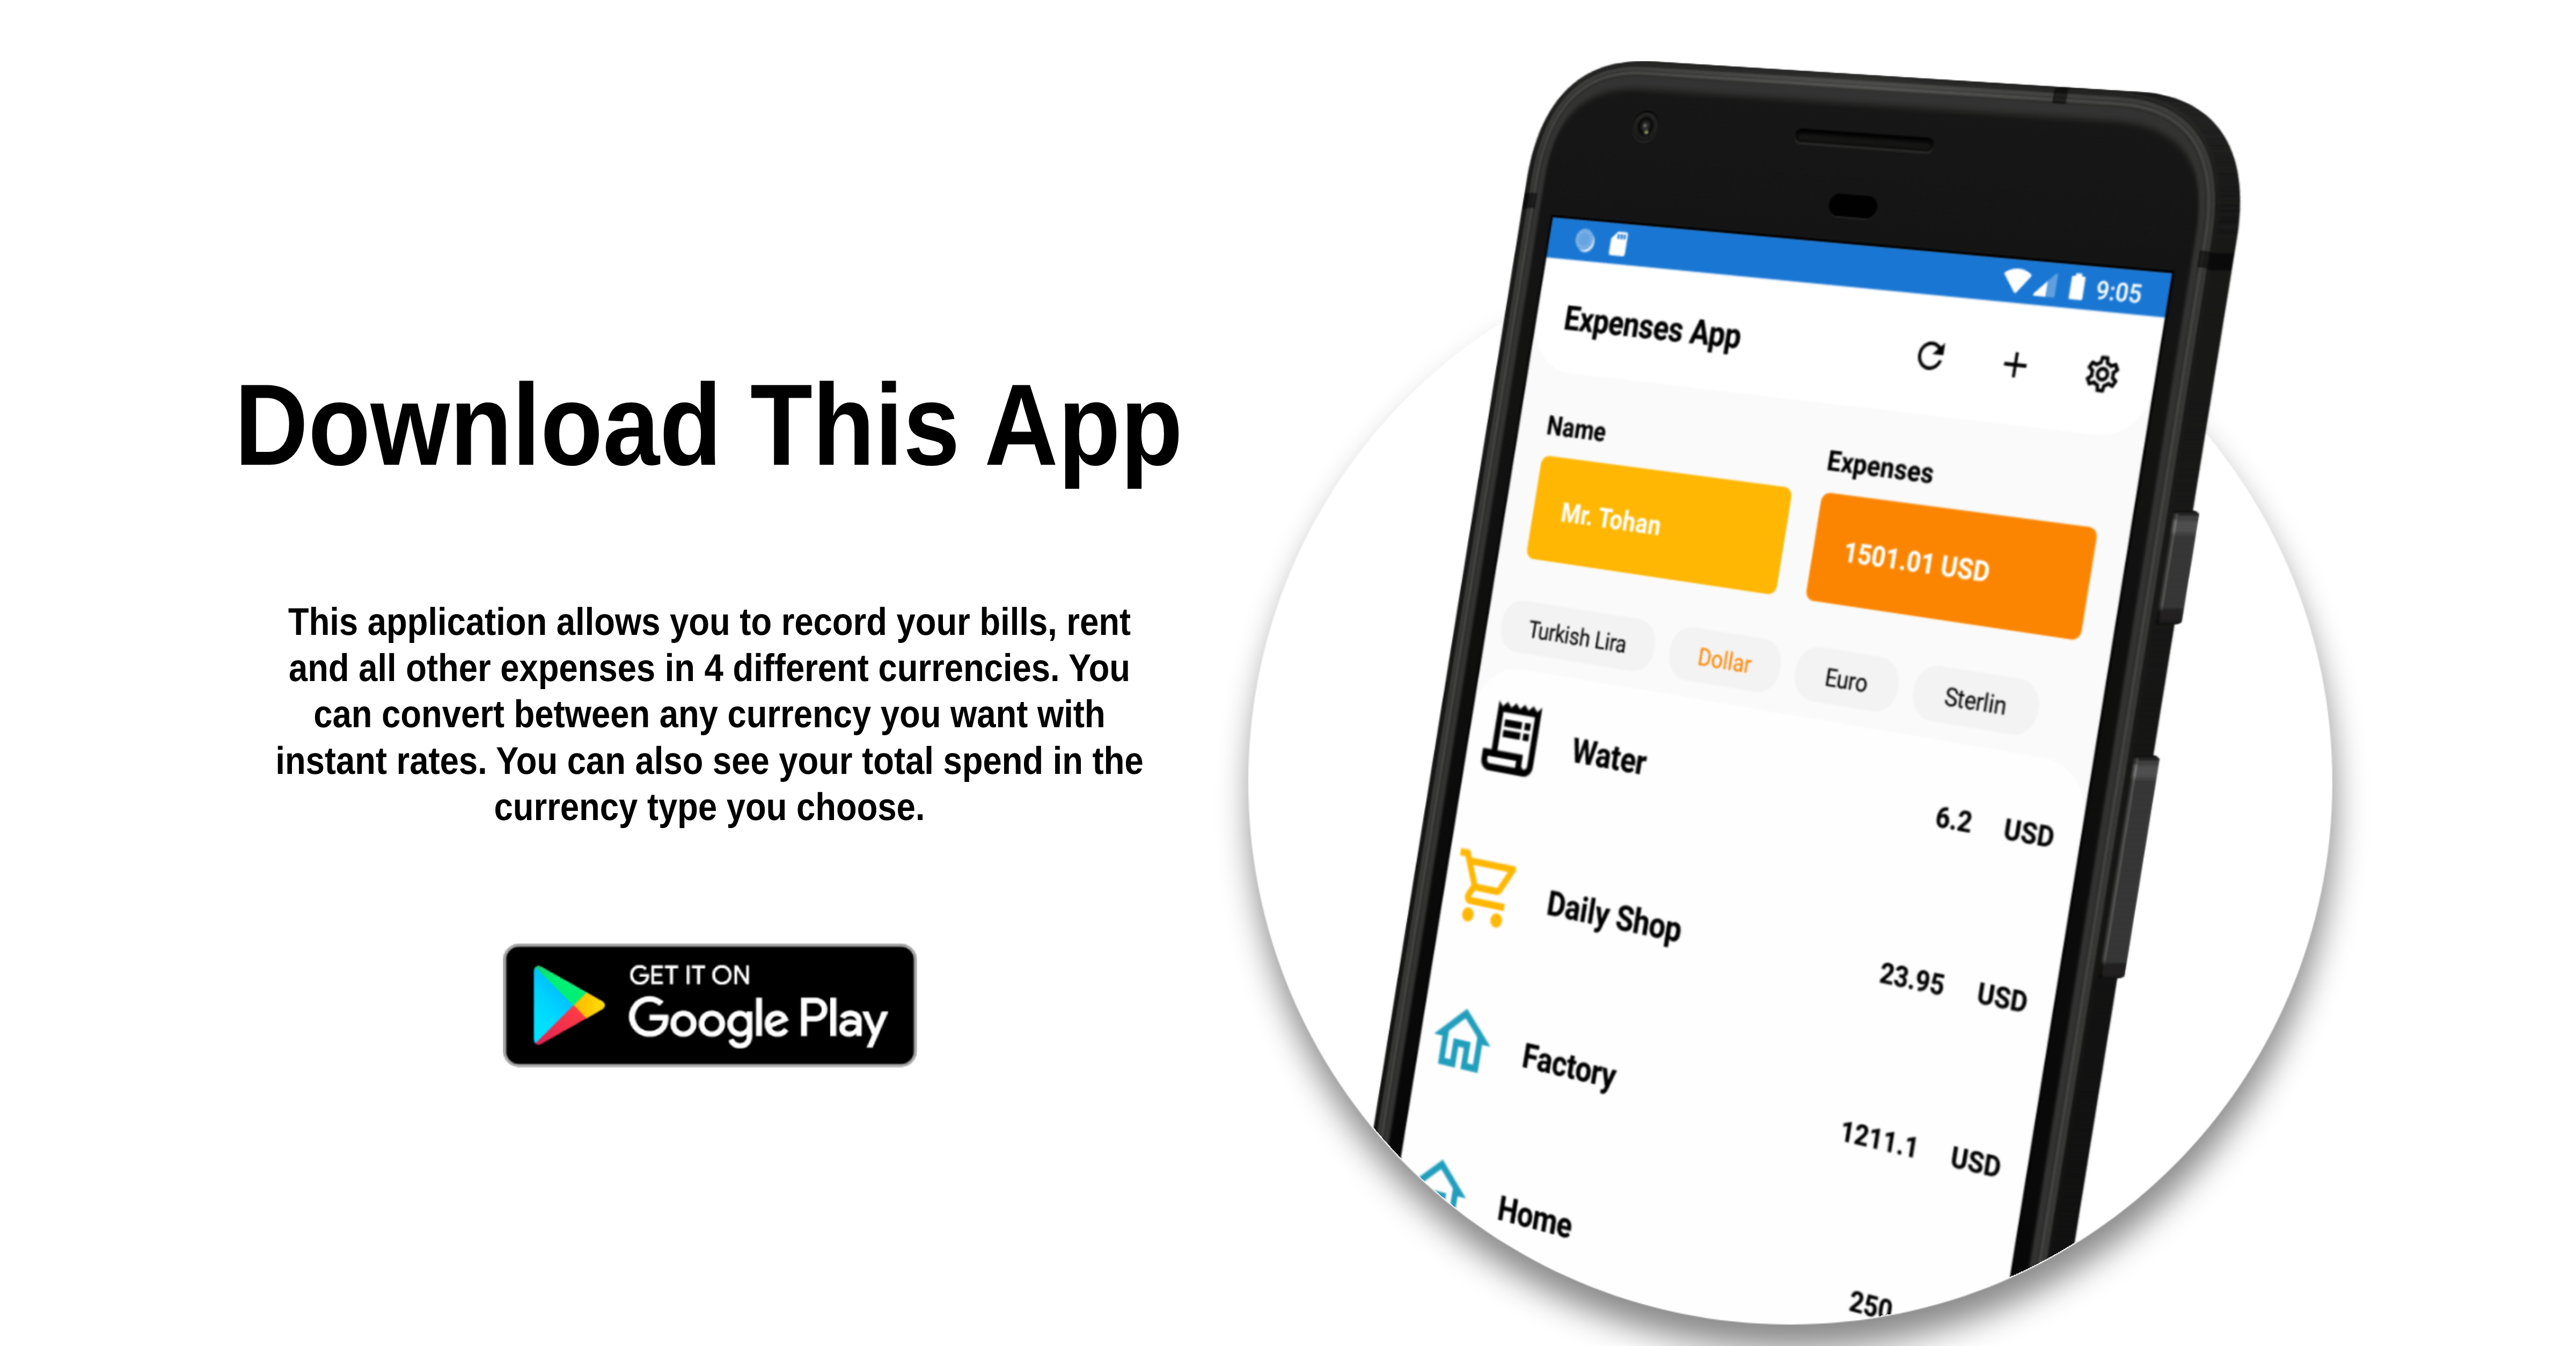 Download This App
This application allows you to record your bills, rent
and all other expenses in 4 different currencies. You
can convert between any currency you want with
instant rates. You can also see your total spend in the
currency type you choose.
GET IT ON
Google Play
9:05
Expenses App
Name
Expenses
Mr. Tohan
1501.01 USD
Turkish Lira Dollar Euro Sterlin
Water 6.2 USD
Daily Shop 23.95 USD
Factory 1211.1 USD
Home 250